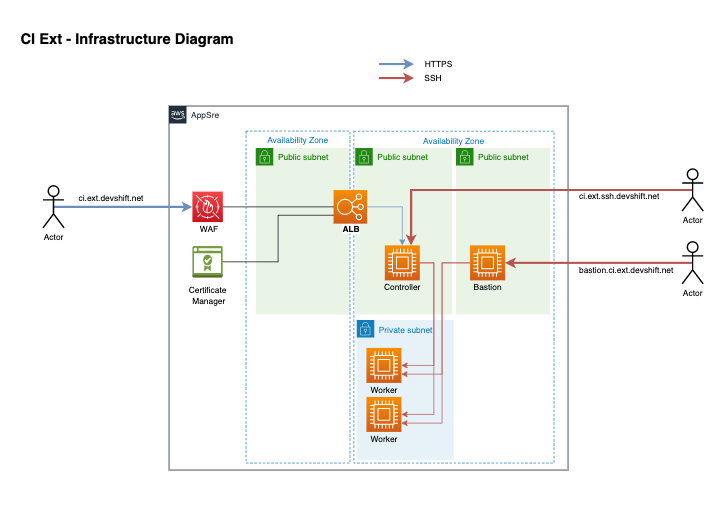 CI Ext - Infrastructure Diagram
HTTPS
SSH
aws
AppSre
Availability Zone
Availability Zone
Public subnet
Public subnet
Public subnet
ci.ext.devshift.net
ci.ext.ssh.devshift.net
Actor
WAF
ALB
Actor
bastion.ci.ext.devshift.net
Certificate
Manager
Controller
Bastion
Actor
Private subnet
Worker
Worker